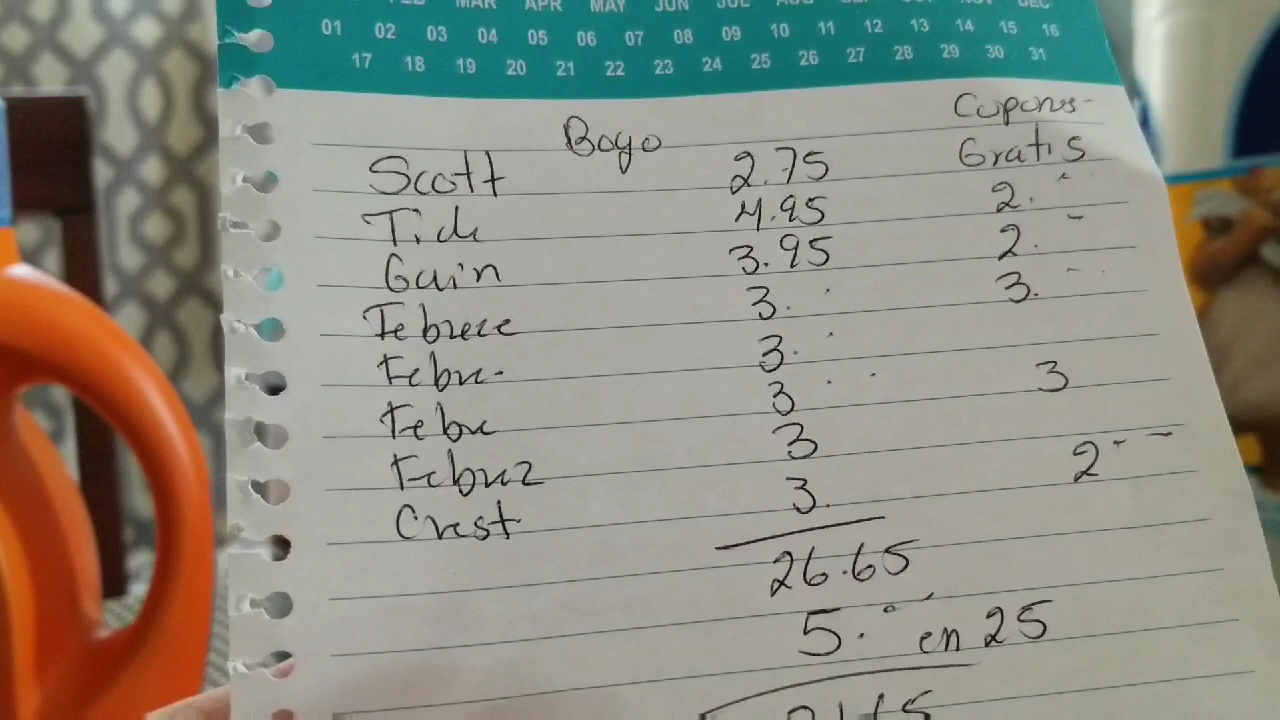 MAR APR MAY JUN JUL DEC
01 02 03 04 05 06 07 08 09 10 11 12 13 14 15 16
17 18 19 20 21 22 23 24 25 26 27 28 29 30 31
Cupones
Bogo
Scott 2.75 Gratis
Tide 4.95 2.
Gain 3.95 2.
Febreze 3. 3.
Febre 3.
Febre 3 3
Febrez 3
Crest 3. 2
26.65
5. en 25